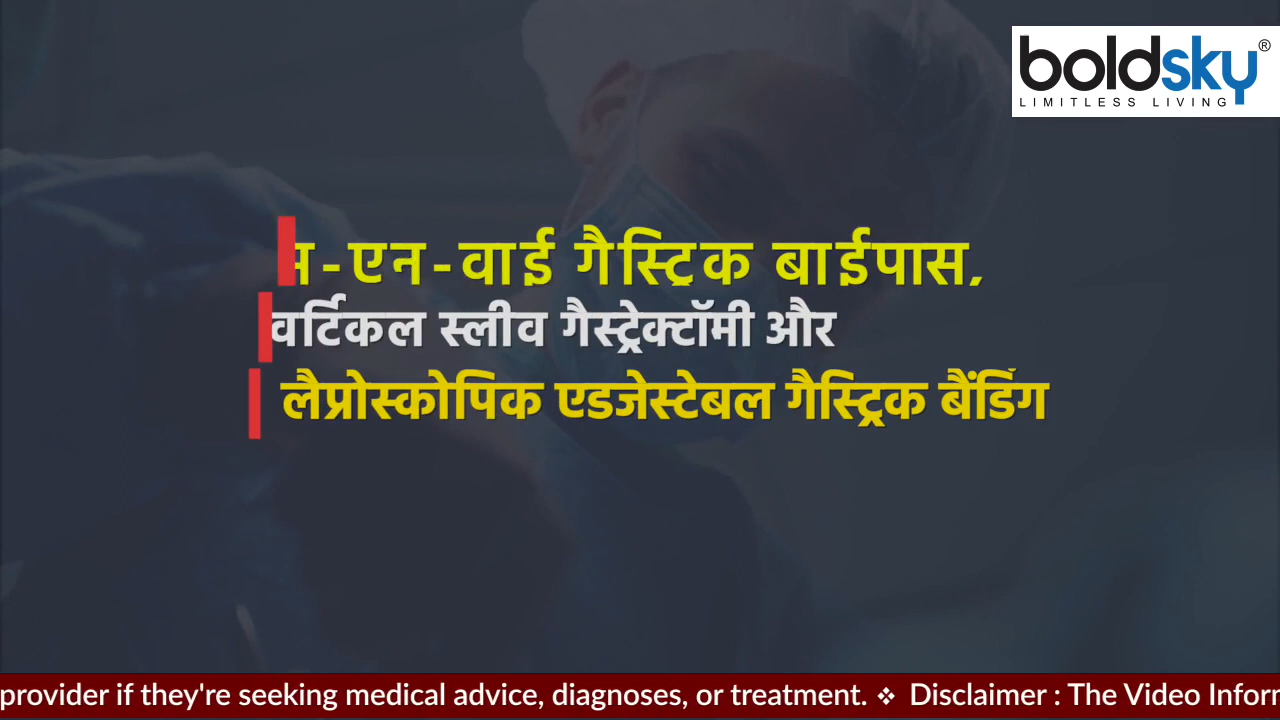 boldsky®
LIMITLESS LIVING
-एन-वाई गैस्ट्रिक बाईपास,
वर्टिकल स्लीव गैस्ट्रेक्टॉमी और
लैप्रोस्कोपिक एडजेस्टेबल गैस्ट्रिक बैंडिंग
provider if they're seeking medical advice, diagnoses, or treatment. ❖ Disclaimer : The Video